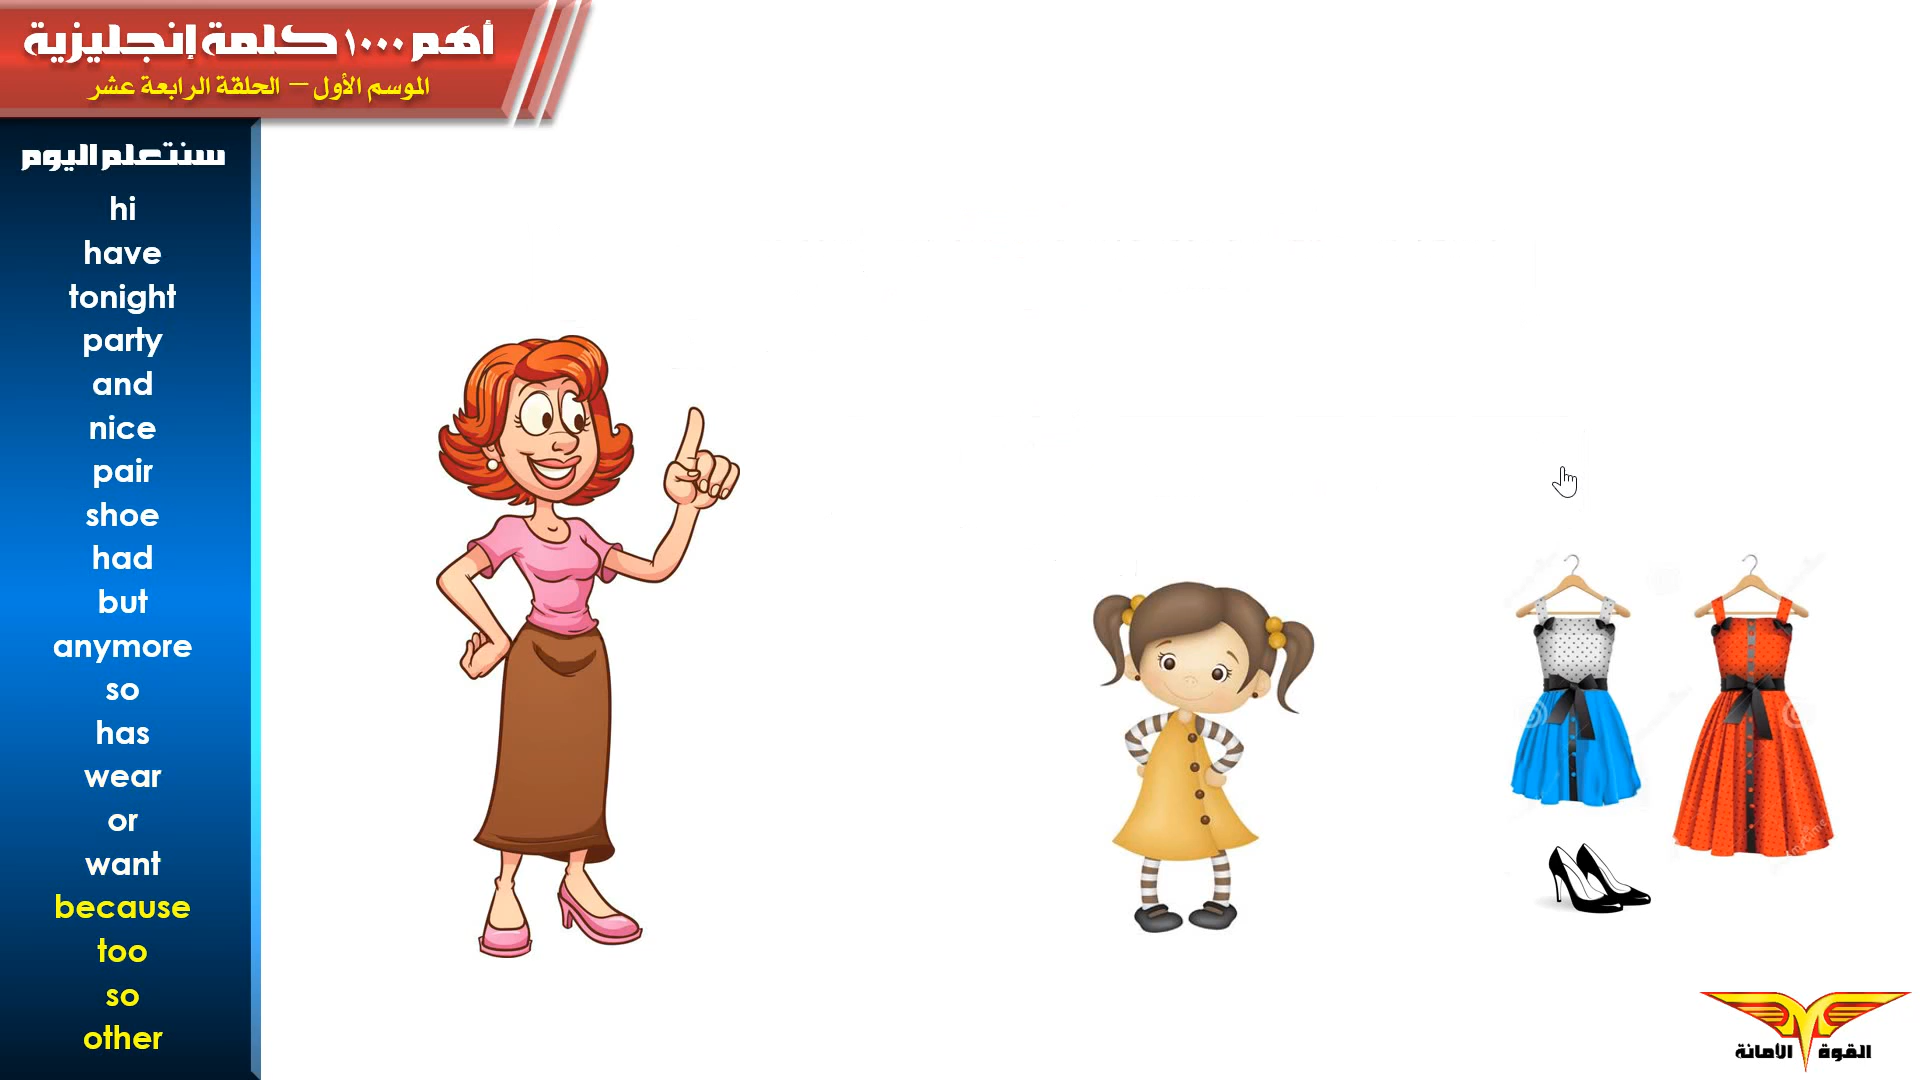 أهم ١٠٠٠ كلمة إنجليزية
الموسم الأول – الحلقة الرابعة عشر
سنتعلم اليوم
hi
have
tonight
party
and
nice
pair
shoe
had
but
anymore
so
has
wear
or
want
because
too
so
other
القوة الأمانة